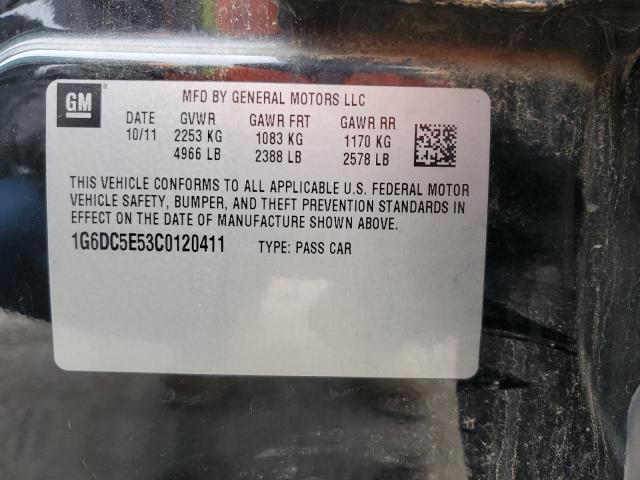 GM
MFD BY GENERAL MOTORS LLC
DATE GVWR GAWR FRT GAWR RR
10/11 2253 KG 1083 KG 1170 KG
4966 LB 2388 LB 2578 LB
THIS VEHICLE CONFORMS TO ALL APPLICABLE U.S. FEDERAL MOTOR
VEHICLE SAFETY, BUMPER, AND THEFT PREVENTION STANDARDS IN
EFFECT ON THE DATE OF MANUFACTURE SHOWN ABOVE.
1G6DC5E53C0120411 TYPE: PASS CAR